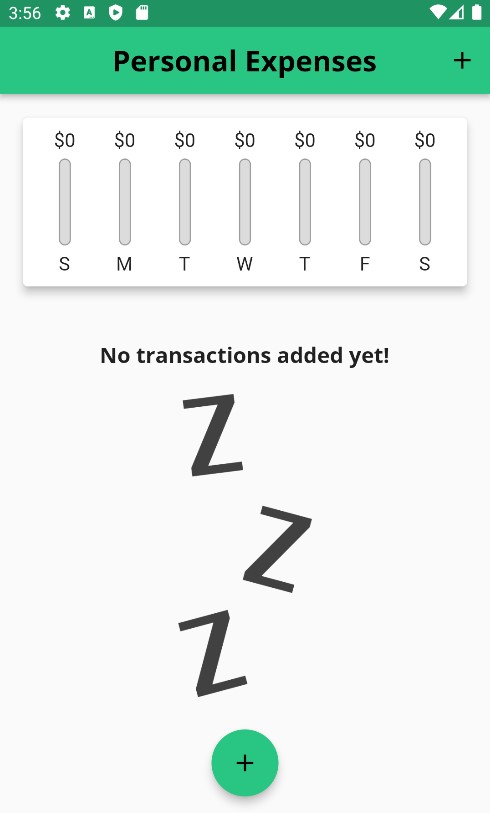 3:56
Personal Expenses +
$0 $0 $0 $0 $0 $0 $0
S M T W T F S
No transactions added yet!
Z
Z
Z
+